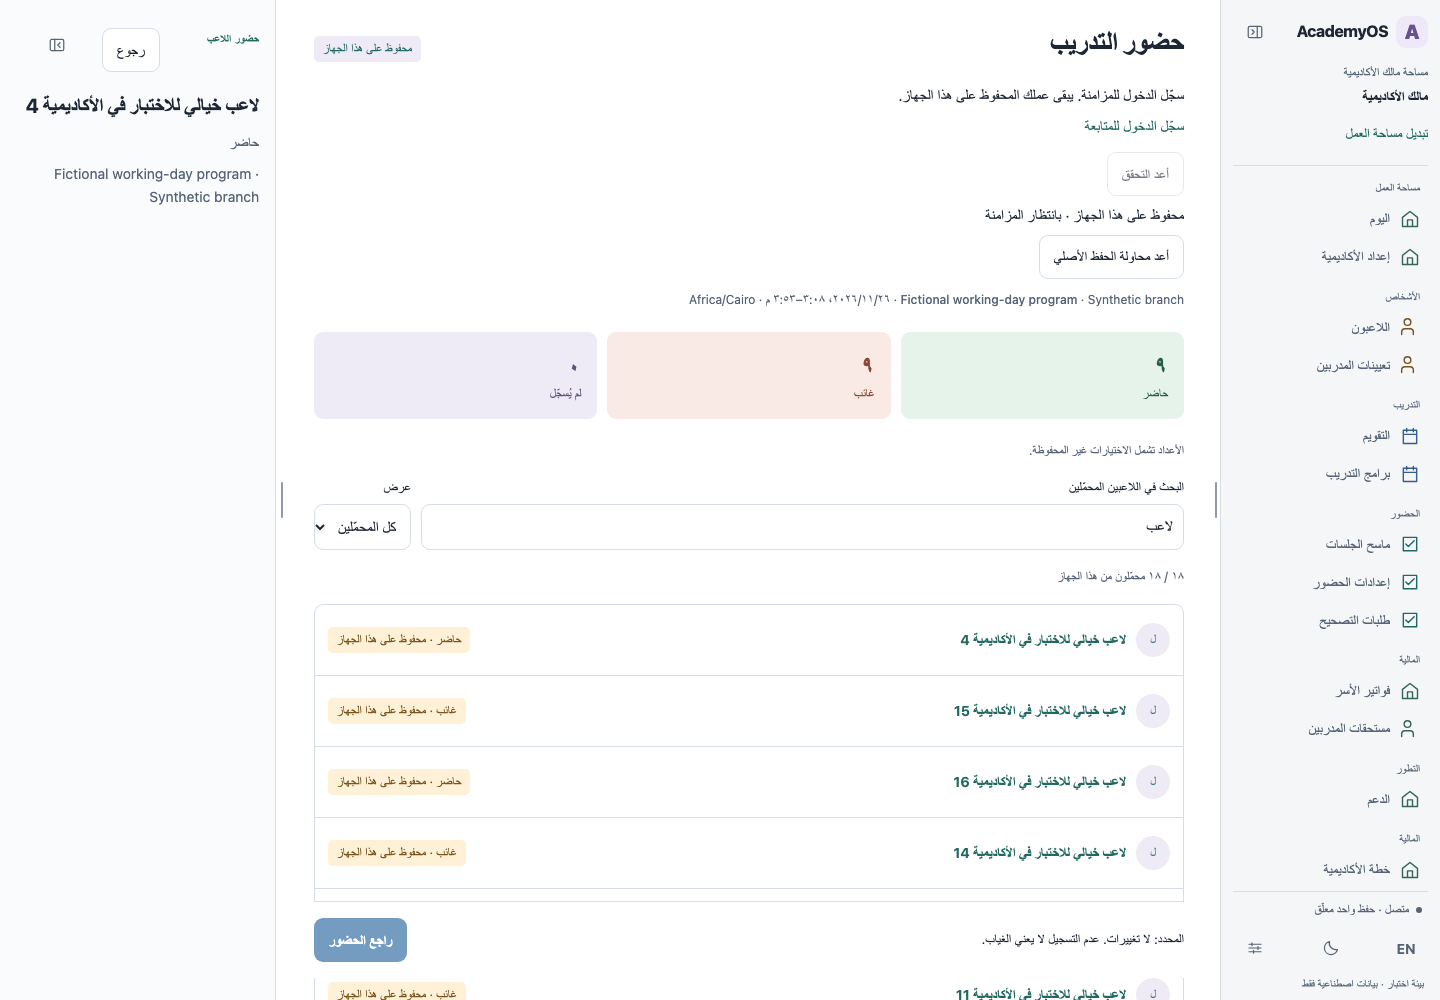 A AcademyOS
مساحة مالك الأكاديمية
مالك الأكاديمية
تبديل مساحة العمل
مساحة العمل
اليوم
إعداد الأكاديمية
الأشخاص
اللاعبون
تعيينات المدربين
التدريب
التقويم
برامج التدريب
الحضور
ماسح الجلسات
إعدادات الحضور
طلبات التصحيح
المالية
فواتير الأسر
مستحقات المدربين
التطور
الدعم
المالية
خطة الأكاديمية
متصل · حفظ واحد معلّق
EN
بيئة اختبار · بيانات اصطناعية فقط
حضور التدريب
محفوظ على هذا الجهاز
سجّل الدخول للمزامنة. يبقى عملك المحفوظ على هذا الجهاز.
سجّل الدخول للمتابعة
أعد التحقق
محفوظ على هذا الجهاز · بانتظار المزامنة
أعد محاولة الحفظ الأصلي
Africa/Cairo · ٢٠٢٦/١١/٢٦، ٣:٠٨–٣:٥٣ م · Fictional working-day program · Synthetic branch
٩
حاضر
٩
غائب
٠
لم يُسجّل
الأعداد تشمل الاختيارات غير المحفوظة.
البحث في اللاعبين المحمّلين
عرض
لاعب
كل المحمّلين
١٨ / ١٨ محمّلون من هذا الجهاز
ل لاعب خيالي للاختبار في الأكاديمية 4 حاضر · محفوظ على هذا الجهاز
ل لاعب خيالي للاختبار في الأكاديمية 15 غائب · محفوظ على هذا الجهاز
ل لاعب خيالي للاختبار في الأكاديمية 16 حاضر · محفوظ على هذا الجهاز
ل لاعب خيالي للاختبار في الأكاديمية 14 غائب · محفوظ على هذا الجهاز
المحدد: لا تغييرات. عدم التسجيل لا يعني الغياب.
راجع الحضور
ل لاعب خيالي للاختبار في الأكاديمية 11 غائب · محفوظ على هذا الجهاز
حضور اللاعب
رجوع
لاعب خيالي للاختبار في الأكاديمية 4
حاضر
Fictional working-day program ·
Synthetic branch